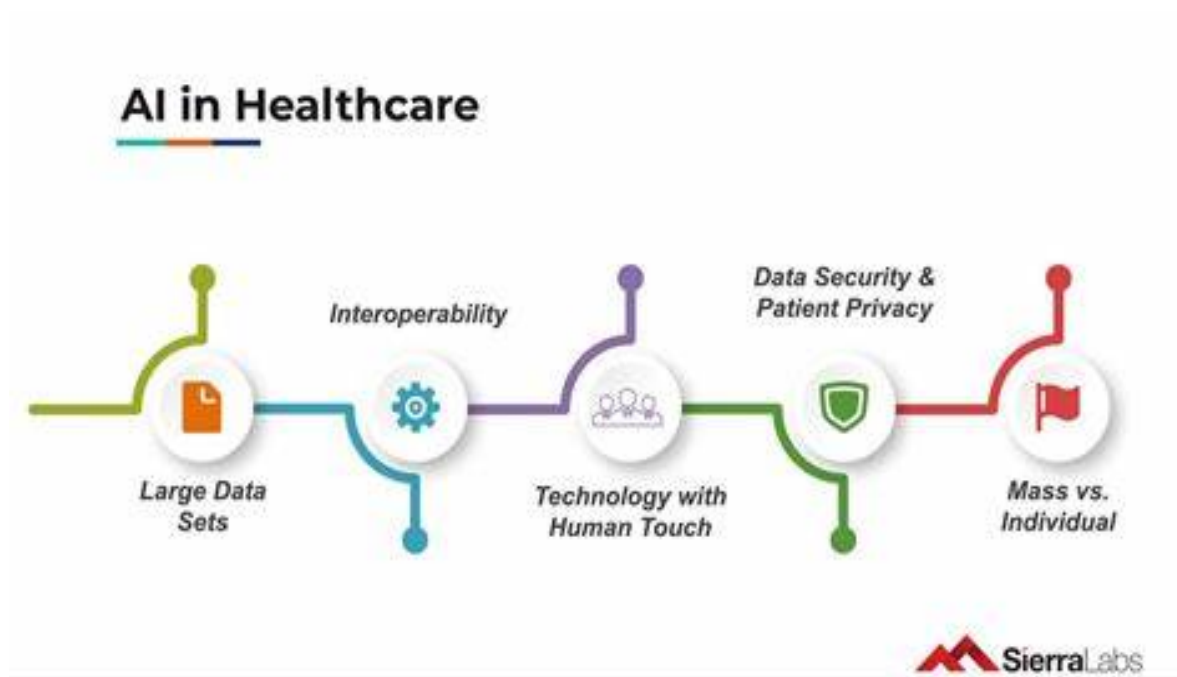 AI in Healthcare
Large Data
Sets
Interoperability
Technology with
Human Touch
Data Security &
Patient Privacy
Mass vs.
Individual
SierraLabs